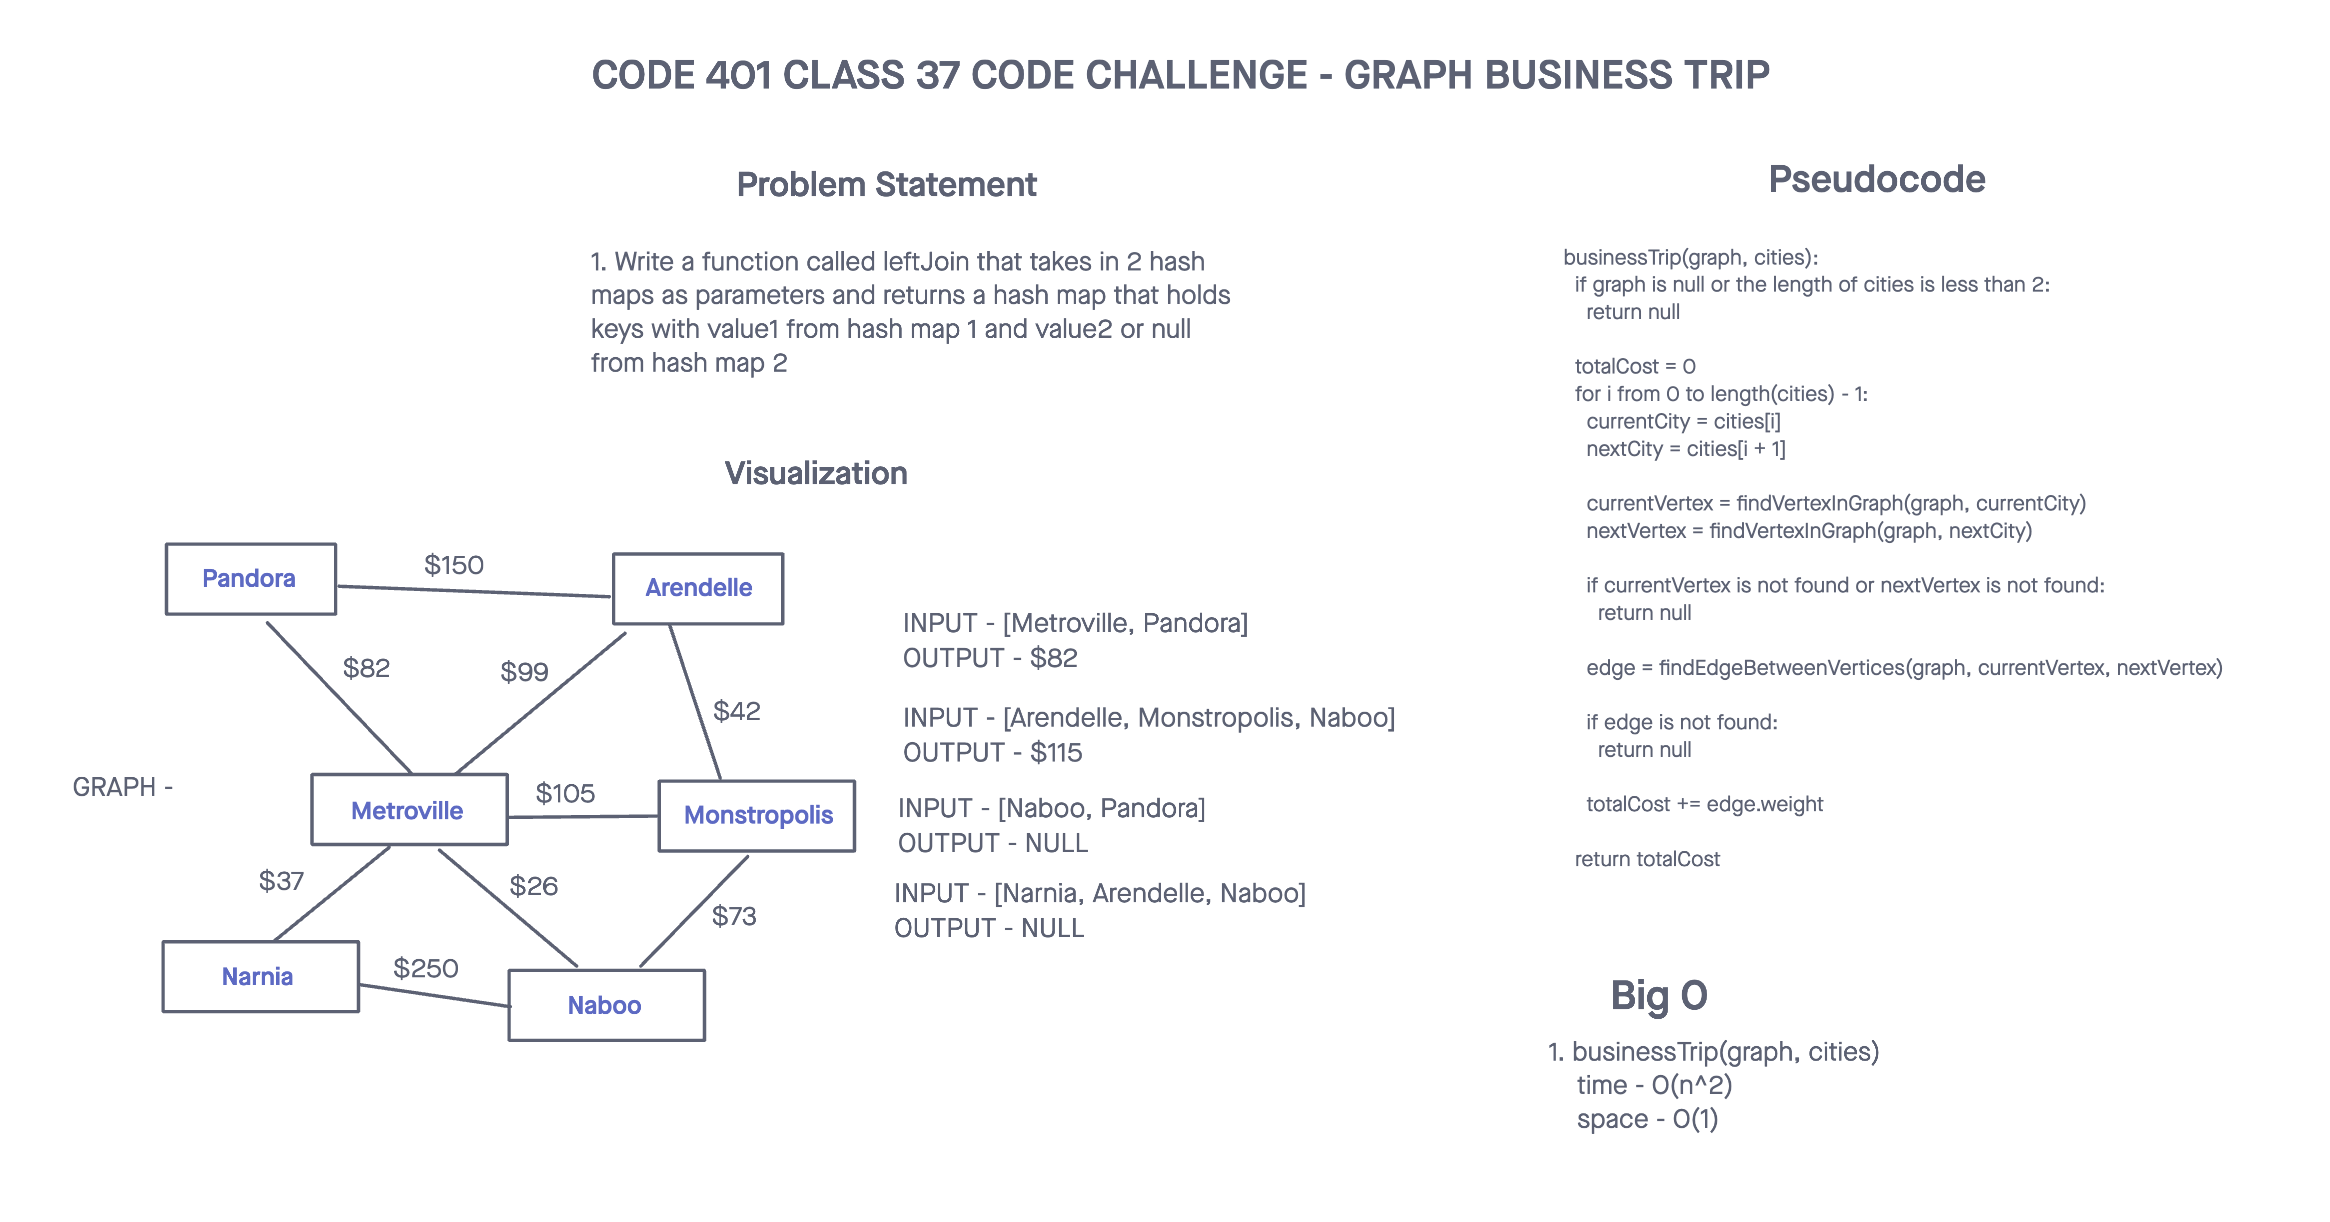 CODE 401 CLASS 37 CODE CHALLENGE - GRAPH BUSINESS TRIP
Problem Statement
1. Write a function called leftJoin that takes in 2 hash
maps as parameters and returns a hash map that holds
keys with value1 from hash map 1 and value2 or null
from hash map 2
Visualization
GRAPH -
Pandora
$150
Arendelle
$82
$99
$42
Metroville
$105
Monstropolis
$37
$26
$73
Narnia
$250
Naboo
INPUT - [Metroville, Pandora]
OUTPUT - $82
INPUT - [Arendelle, Monstropolis, Naboo]
OUTPUT - $115
INPUT - [Naboo, Pandora]
OUTPUT - NULL
INPUT - [Narnia, Arendelle, Naboo]
OUTPUT - NULL
Pseudocode
businessTrip(graph, cities):
if graph is null or the length of cities is less than 2:
return null
totalCost = 0
for i from 0 to length(cities) - 1:
currentCity = cities[i]
nextCity = cities[i + 1]
currentVertex = findVertexInGraph(graph, currentCity)
nextVertex = findVertexInGraph(graph, nextCity)
if currentVertex is not found or nextVertex is not found:
return null
edge = findEdgeBetweenVertices(graph, currentVertex, nextVertex)
if edge is not found:
return null
totalCost += edge.weight
return totalCost
Big O
1. businessTrip(graph, cities)
time - O(n^2)
space - O(1)